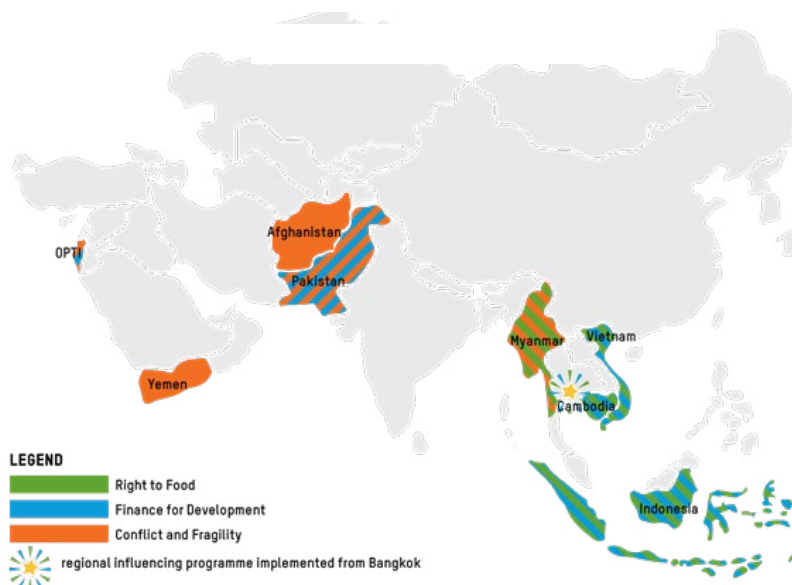 Afghanistan
OPTI
Pakistan
Myanmar
Vietnam
Yemen
Cambodia
LEGEND
Right to Food
Indonesia
Finance for Development
Conflict and Fragility
regional influencing programme implemented from Bangkok